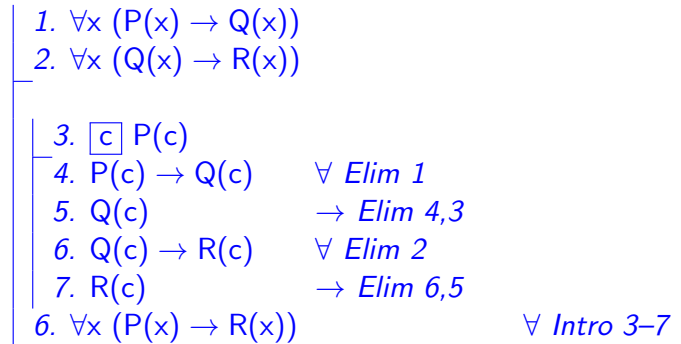 1. ∀x (P(x) → Q(x))
2. ∀x (Q(x) → R(x))
3. c P(c)
4. P(c) → Q(c) ∀ Elim 1
5. Q(c) → Elim 4,3
6. Q(c) → R(c) ∀ Elim 2
7. R(c) → Elim 6,5
6. ∀x (P(x) → R(x)) ∀ Intro 3–7